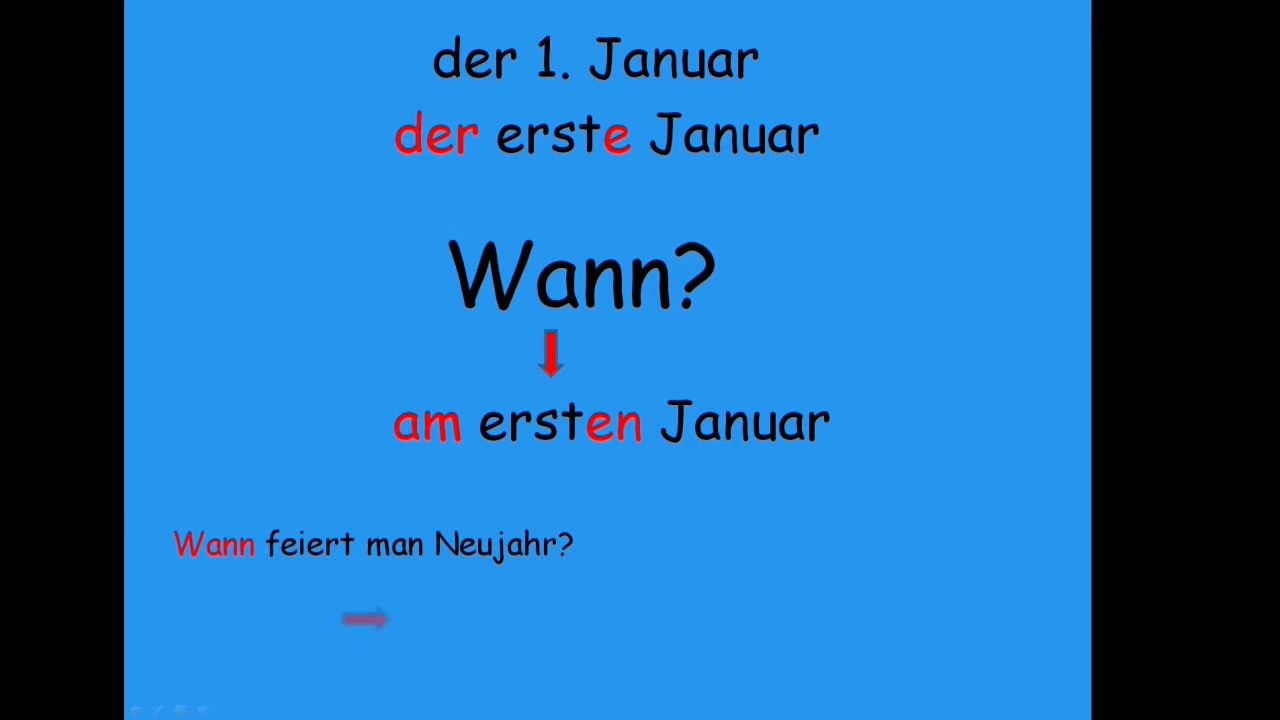 der 1. Januar
der erste Januar
Wann?
am ersten Januar
Wann feiert man Neujahr?